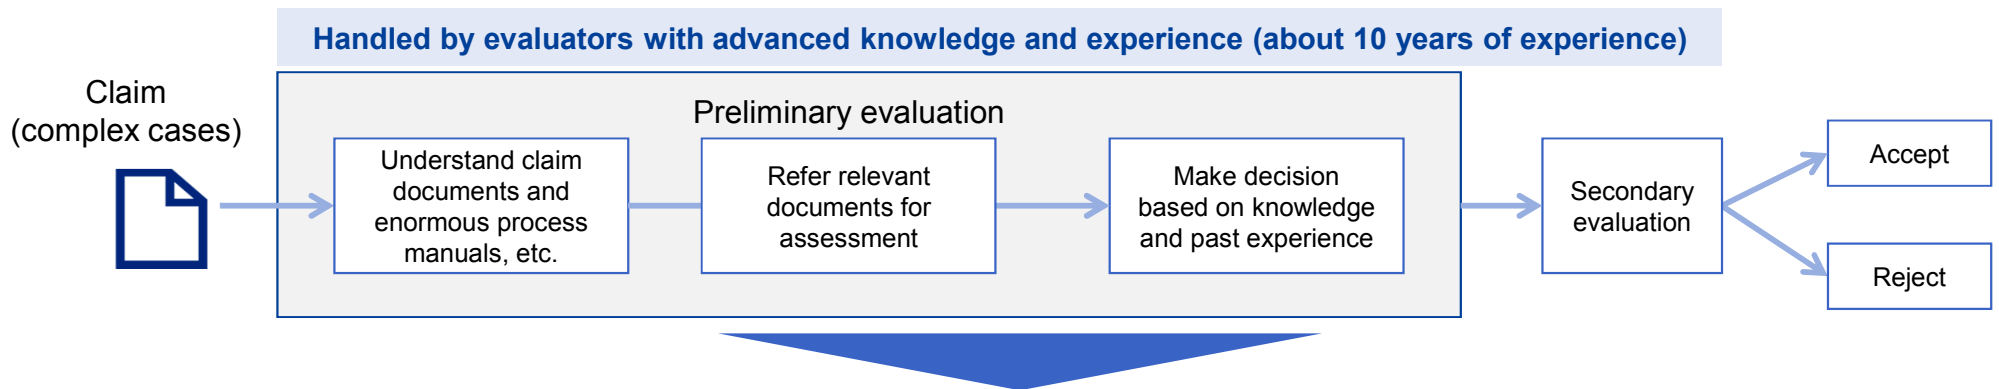 Handled by evaluators with advanced knowledge and experience (about 10 years of experience)
Claim
(complex cases)
Preliminary evaluation
Understand claim
documents and
enormous process
manuals, etc.
Refer relevant
documents for
assessment
Make decision
based on knowledge
and past experience
Secondary
evaluation
Accept
Reject